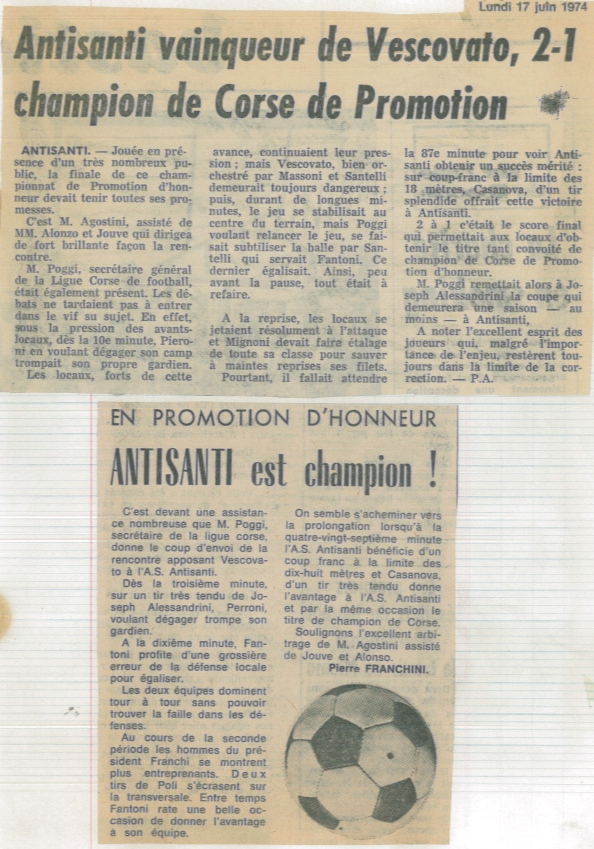 Lundi 17 juin 1974
Antisanti vainqueur de Vescovato, 2-1
champion de Corse de Promotion
ANTISANTI. — Jouée en pré-
sence d'un très nombreux pu-
blic, la finale de ce cham-
pionnat de Promotion d'hon-
neur devait tenir toutes ses pro-
messes.
C'est M. Agostini, assisté de
MM. Alonzo et Jouve qui dirigea
de fort brillante façon la ren-
contre.
M. Poggi, secrétaire général
de la Ligue Corse de football,
était également présent. Les dé-
bats ne tardaient pas à entrer
dans le vif su sujet. En effet,
sous la pression des avants-
locaux, dès la 10e minute, Piero-
ni en voulant dégager son camp
trompait son propre gardien.
Les locaux, forts de cette
avance, continuaient leur pres-
sion ; mais Vescovato, bien or-
chestré par Massoni et Santelli
demeurait toujours dangereux ;
puis, durant de longues mi-
nutes, le jeu se stabilisait au
centre du terrain, mais Poggi
voulant relancer le jeu, se fai-
sait subtiliser la balle par San-
telli qui servait Fantoni. Ce
dernier égalisait. Ainsi, peu
avant la pause, tout était à
refaire.
A la reprise, les locaux se
jetaient résolument à l'attaque
et Mignoni devait faire étalage
de toute sa classe pour sauver
à maintes reprises ses filets.
Pourtant, il fallait attendre
la 87e minute pour voir Anti-
santi obtenir un succès mérité :
sur coup-franc à la limite des
18 mètres, Casanova, d'un tir
splendide offrait cette victoire
à Antisanti.
2 à 1 c'était le score final
qui permettait aux locaux d'ob-
tenir le titre tant convoité de
champion de Corse de Promo-
tion d'honneur.
M. Poggi remettait alors à Jo-
seph Alessandrini la coupe qui
demeurera une saison — au
moins — à Antisanti,
A noter l'excellent esprit des
joueurs qui, malgré l'impor-
tance de l'enjeu, restèrent tou-
jours dans la limite de la cor-
rection. — P.A.
EN PROMOTION D'HONNEUR
ANTISANTI est champion !
C'est devant une assistan-
ce nombreuse que M. Poggi,
secrétaire de la ligue corse,
donne le coup d'envoi de la
rencontre apposant Vescova-
to à l'A.S. Antisanti.
Dès la troisième minute,
sur un tir très tendu de Jo-
seph Alessandrini, Perroni,
voulant dégager trompe son
gardien.
A la dixième minute, Fan-
toni profite d'une grossière
erreur de la défense locale
pour égaliser.
Les deux équipes dominent
tour à tour sans pouvoir
trouver la faille dans les dé-
fenses.
Au cours de la seconde
période les hommes du pré-
sident Franchi se montrent
plus entreprenants. Deux
tirs de Poli s'écrasent sur
la transversale. Entre temps
Fantoni rate une belle oc-
casion de donner l'avantage
à son équipe.
On semble s'acheminer vers
la prolongation lorsqu'à la
quatre-vingt-septième minute
l'A.S. Antisanti bénéficie d'un
coup franc à la limite des
dix-huit mètres et Casanova,
d'un tir très tendu donne
l'avantage à l'A.S. Antisanti
et par la même occasion le
titre de champion de Corse.
Soulignons l'excellent arbi-
trage de M. Agostini assisté
de Jouve et Alonso.
Pierre FRANCHINI.